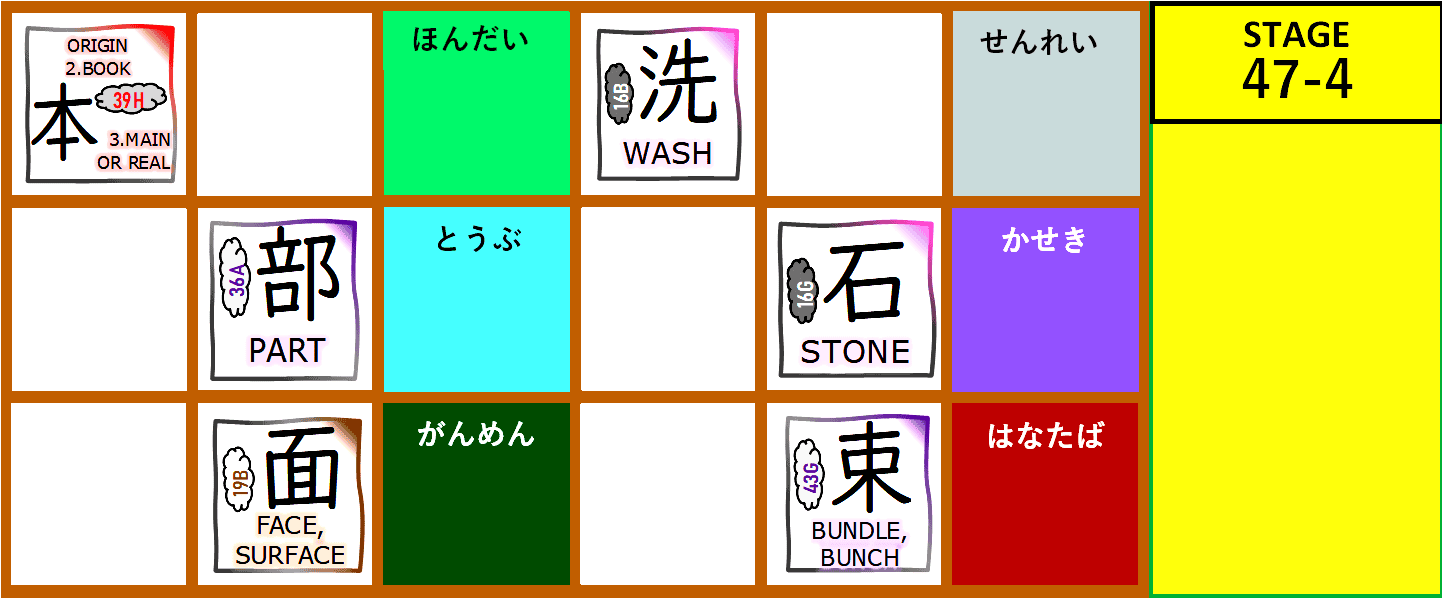 ORIGIN
2.BOOK
本
39H
3.MAIN
OR REAL
ほんだい
16B
洗
WASH
せんれい
STAGE
47-4
36A
部
PART
とうぶ
16G
石
STONE
かせき
19B
面
FACE,
SURFACE
がんめん
43G
束
BUNDLE,
BUNCH
はなたば